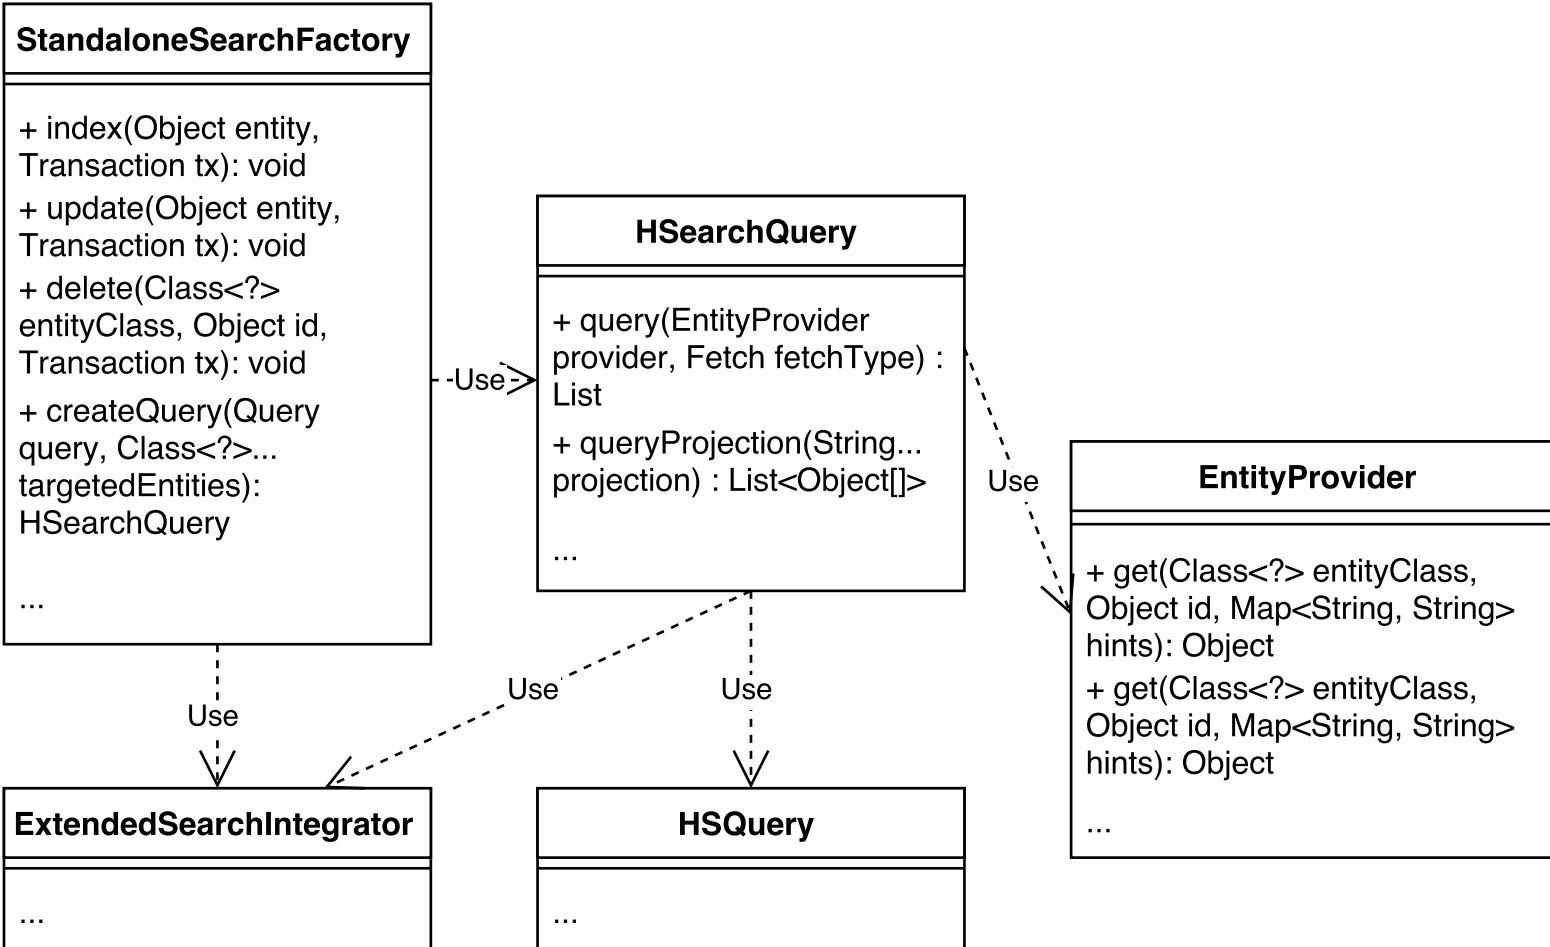 StandaloneSearchFactory
+ index(Object entity,
Transaction tx): void
+ update(Object entity,
Transaction tx): void
+ delete(Class<?>
entityClass, Object id,
Transaction tx): void
+ createQuery(Query
query, Class<?>...
targetedEntities):
HSearchQuery
...
Use
HSearchQuery
+ query(EntityProvider
provider, Fetch fetchType) :
List
+ queryProjection(String...
projection) : List<Object[]>
...
Use
EntityProvider
+ get(Class<?> entityClass,
Object id, Map<String, String>
hints): Object
+ get(Class<?> entityClass,
Object id, Map<String, String>
hints): Object
...
Use
Use
Use
ExtendedSearchIntegrator
...
HSQuery
...